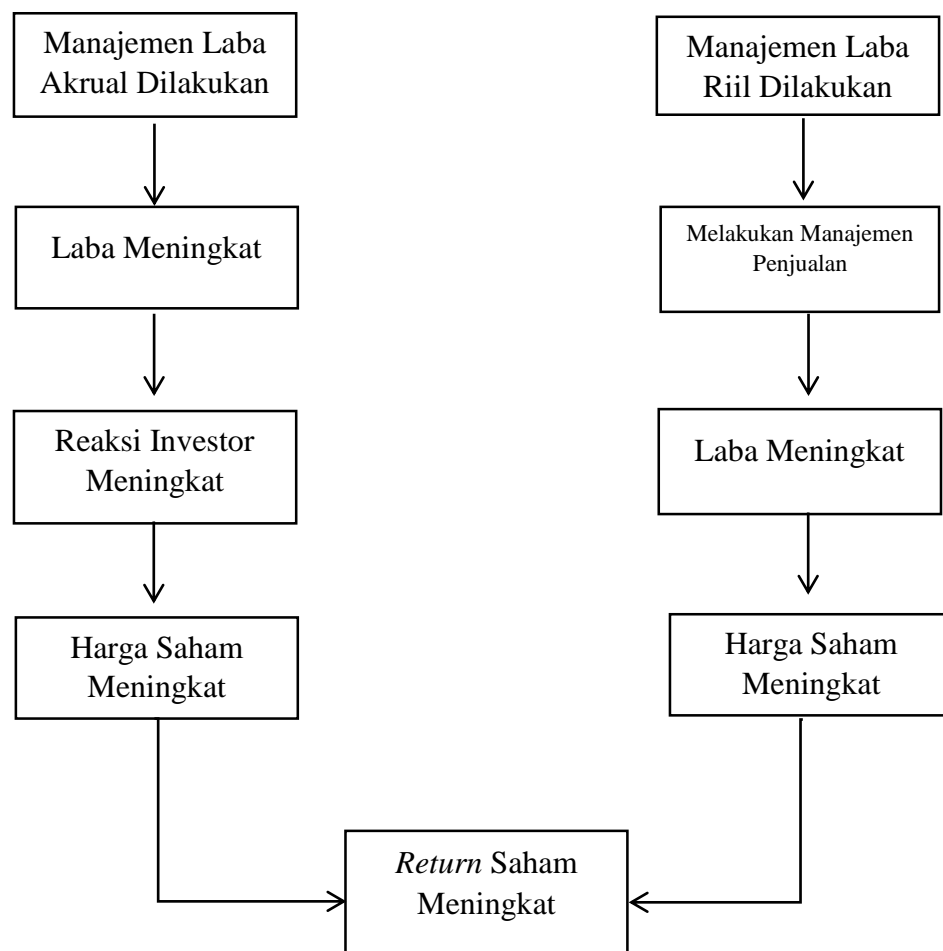 Manajemen Laba
Akrual Dilakukan
Manajemen Laba
Riil Dilakukan
Laba Meningkat
Melakukan Manajemen
Penjualan
Reaksi Investor
Meningkat
Laba Meningkat
Harga Saham
Meningkat
Harga Saham
Meningkat
Return Saham
Meningkat